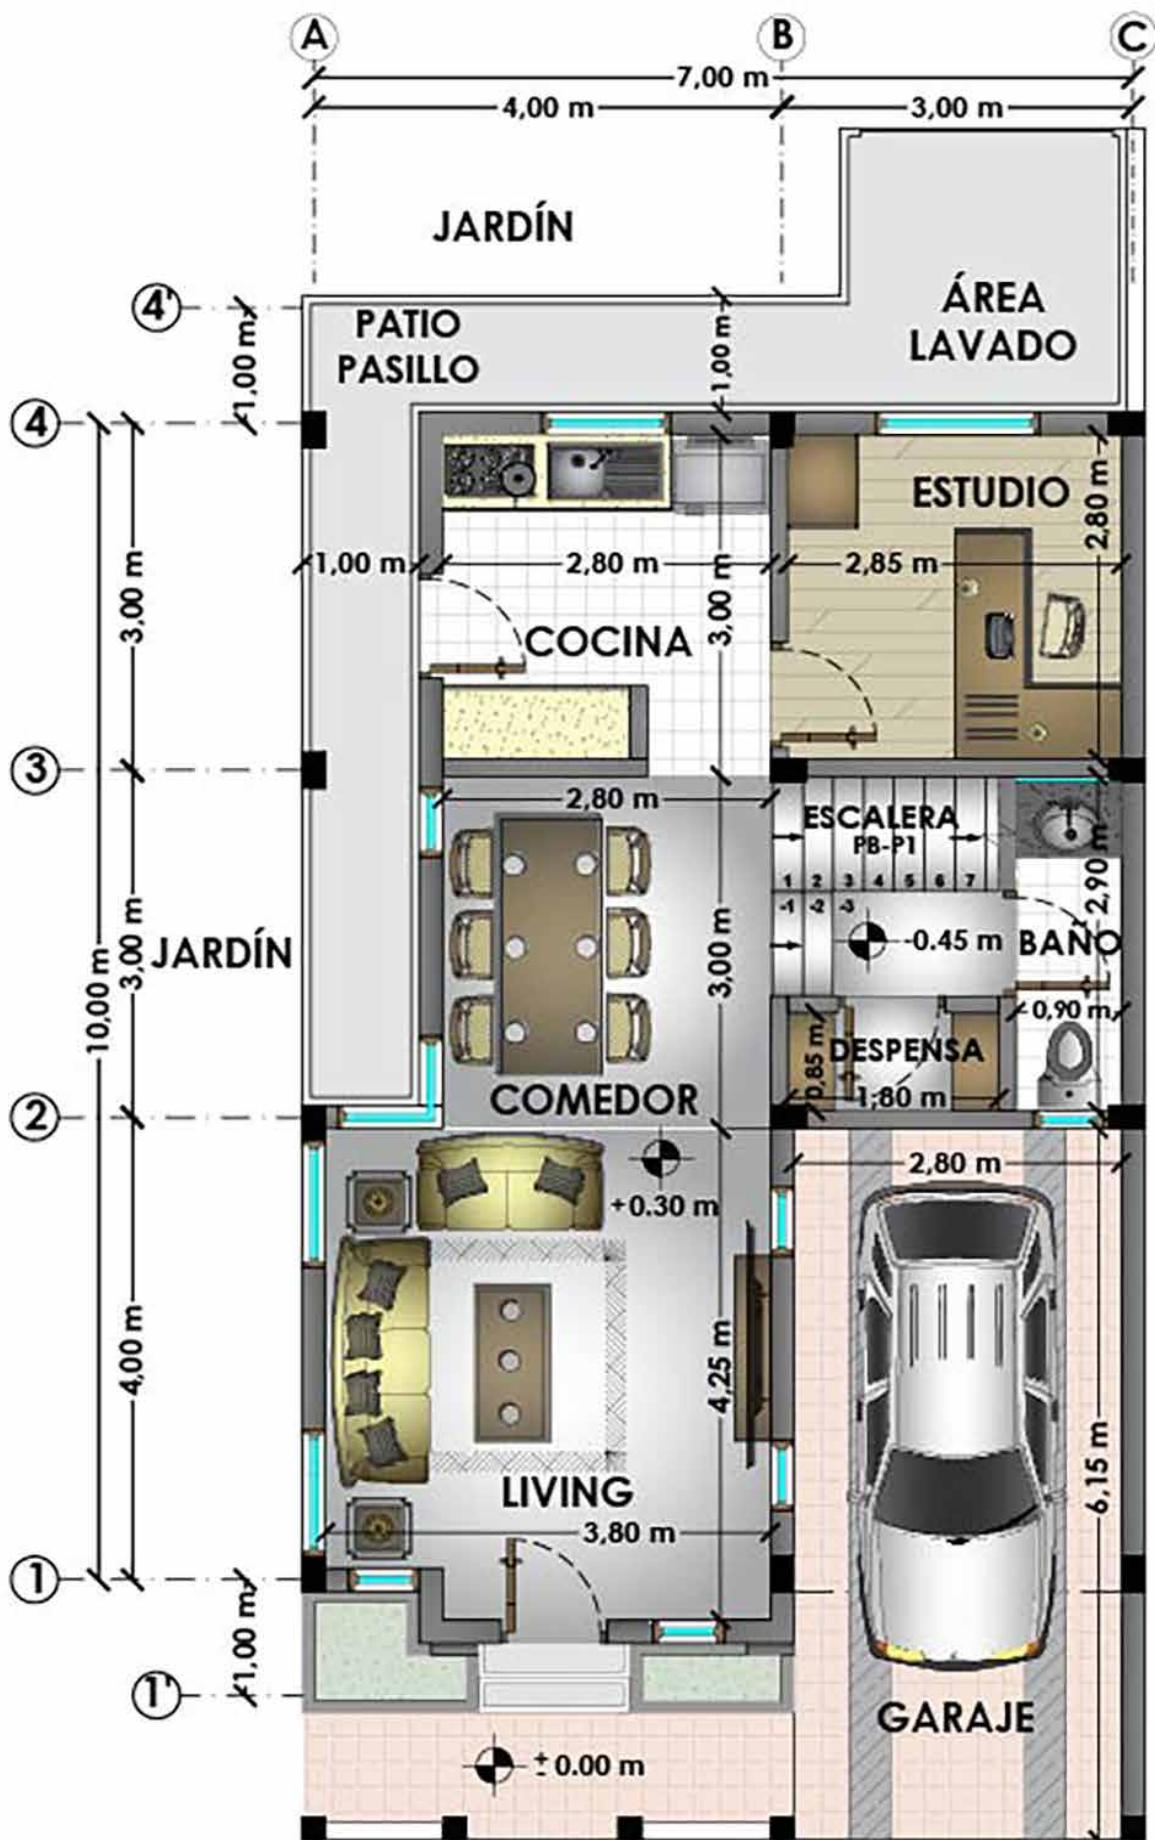 A
B
C
7,00 m
4,00 m
3,00 m
JARDÍN
4'
1,00 m
PATIO
PASILLO
1,00 m
ÁREA
LAVADO
4
ESTUDIO
2,80 m
3,00 m
1,00 m
2,80 m
3,00 m
2,85 m
COCINA
3
2,80 m
ESCALERA
PB-P1
1 2 3 4 5 6 7
-1 -2 -3
2,90 m
10,00 m
3,00 m
JARDÍN
3,00 m
-0.45 m
BAÑO
0,90 m
0,85 m
DESPENSA
1,80 m
2
COMEDOR
2,80 m
+0.30 m
4,00 m
4,25 m
6,15 m
LIVING
3,80 m
1
1,00 m
1'
GARAJE
± 0.00 m